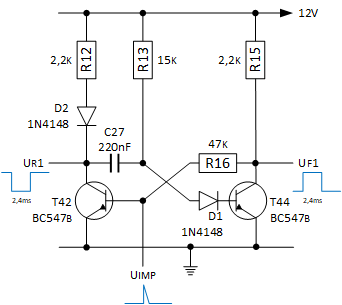 12V
2,2K R12 R13 15K 2,2K R15
D2
1N4148
C27
220nF
47K
R16
UR1 UF1
2,4ms 2,4ms
T42 T44
BC547B BC547B
D1
1N4148
UIMP